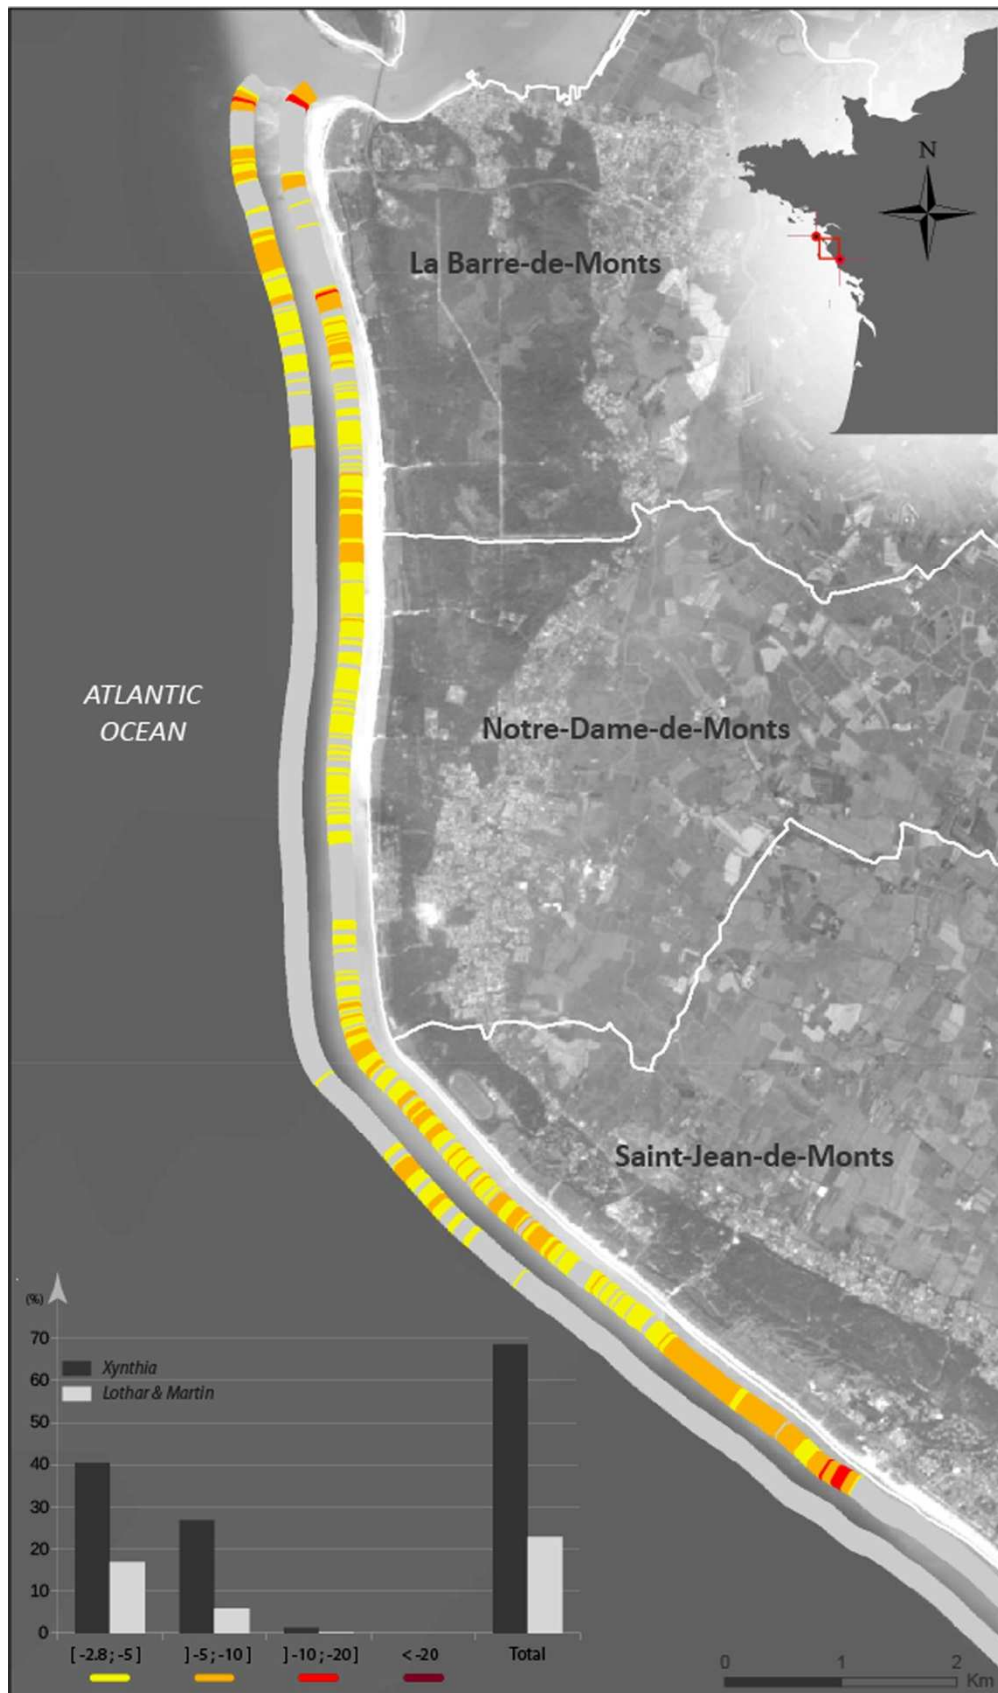 N
La Barre-de-Monts
ATLANTIC
OCEAN
Notre-Dame-de-Monts
Saint-Jean-de-Monts
(%)
70
60
50
40
30
20
10
0
Xynthia
Lothar & Martin
[ -2.8 ; -5 ] ] -5 ; -10 ] ] -10 ; -20 ] < -20 Total
0 1 2
Km